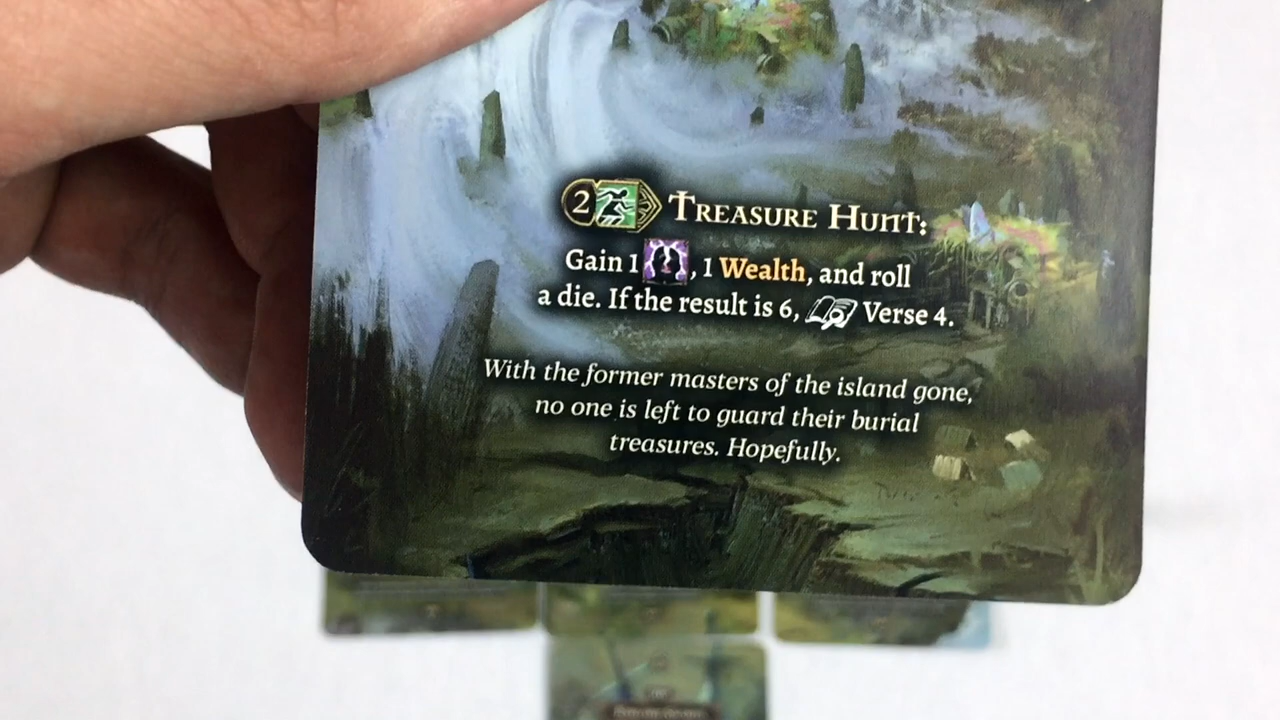 2 Treasure Hunt:
Gain 1 , 1 Wealth, and roll
a die. If the result is 6, Verse 4.
With the former masters of the island gone,
no one is left to guard their burial
treasures. Hopefully.